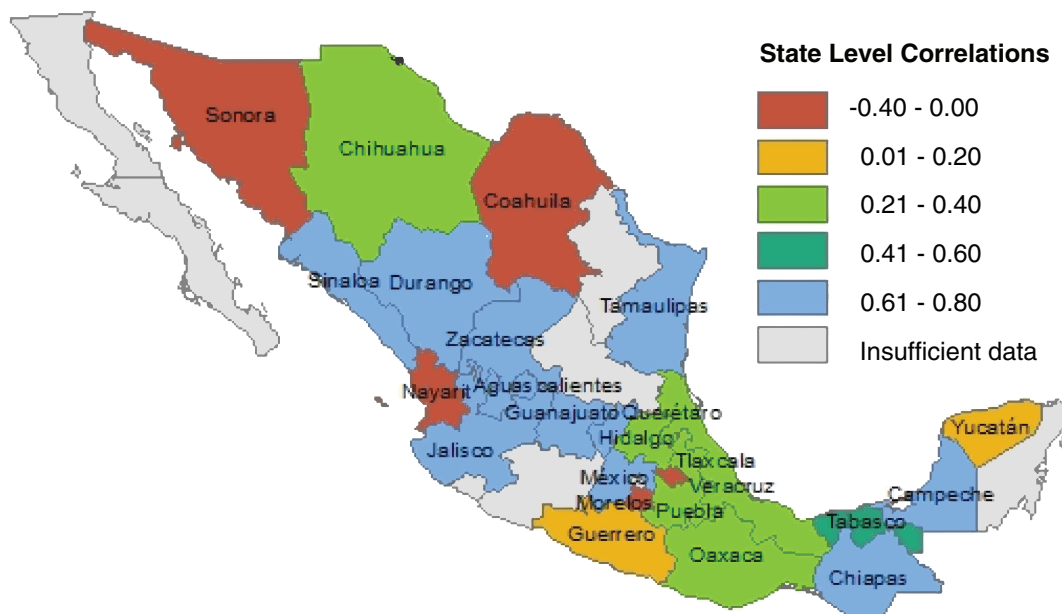 State Level Correlations
-0.40 - 0.00
0.01 - 0.20
0.21 - 0.40
0.41 - 0.60
0.61 - 0.80
Insufficient data
Sonora
Chihuahua
Coahuila
Sinaloa
Durango
Tamaulipas
Zacatecas
Nayarit
Aguascalientes
Guanajuato
Querétaro
Hidalgo
Jalisco
Tlaxcala
México
Veracruz
Morelos
Puebla
Guerrero
Oaxaca
Yucatán
Campeche
Tabasco
Chiapas